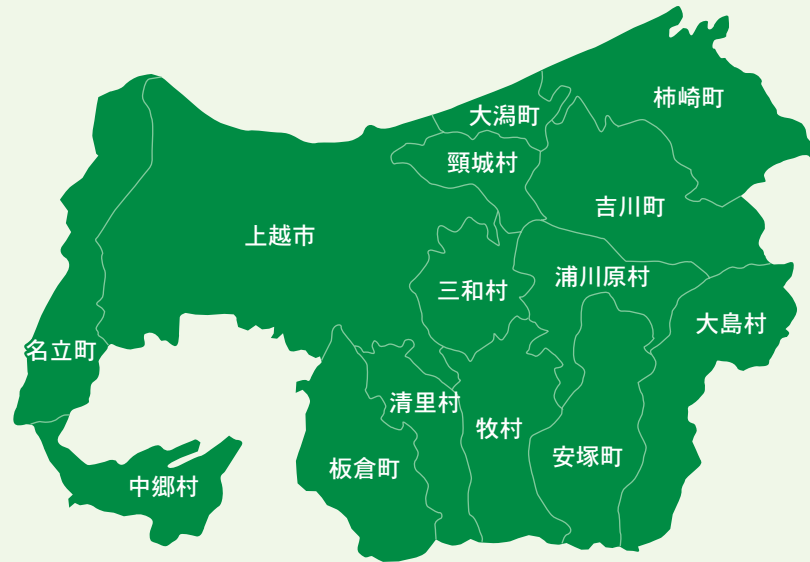 柿崎町
大潟町
頸城村
吉川町
上越市
浦川原村
三和村
大島村
名立町
清里村
牧村
安塚町
板倉町
中郷村